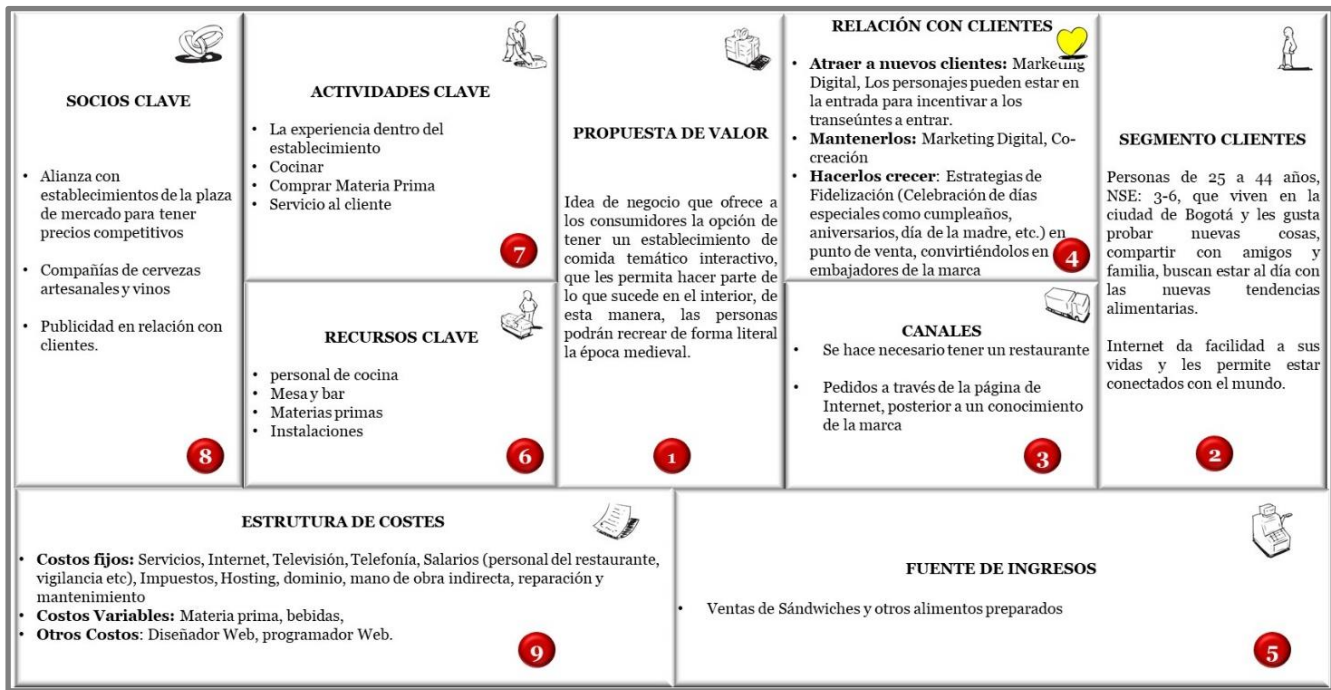 SOCIOS CLAVE
• Alianza con
establecimientos de la plaza
de mercado para tener
precios competitivos
• Compañías de cervezas
artesanales y vinos
• Publicidad en relación con
clientes.
8
ACTIVIDADES CLAVE
• La experiencia dentro del
establecimiento
• Cocinar
• Comprar Materia Prima
• Servicio al cliente
7
RECURSOS CLAVE
• personal de cocina
• Mesa y bar
• Materias primas
• Instalaciones
6
PROPUESTA DE VALOR
Idea de negocio que ofrece a
los consumidores la opción de
tener un establecimiento de
comida temático interactivo,
que les permita hacer parte de
lo que sucede en el interior, de
esta manera, las personas
podrán recrear de forma literal
la época medieval.
1
RELACIÓN CON CLIENTES
• Atraer a nuevos clientes: Marketing
Digital, Los personajes pueden estar en
la entrada para incentivar a los
transeúntes a entrar.
• Mantenerlos: Marketing Digital, Co-
creación
• Hacerlos crecer: Estrategias de
Fidelización (Celebración de días
especiales como cumpleaños,
aniversarios, día de la madre, etc.) en
punto de venta, convirtiéndolos en
embajadores de la marca
4
CANALES
• Se hace necesario tener un restaurante
• Pedidos a través de la página de
Internet, posterior a un conocimiento
de la marca
3
SEGMENTO CLIENTES
Personas de 25 a 44 años,
NSE: 3-6, que viven en la
ciudad de Bogotá y les gusta
probar nuevas cosas,
compartir con amigos y
familia, buscan estar al día con
las nuevas tendencias
alimentarias.
Internet da facilidad a sus
vidas y les permite estar
conectados con el mundo.
2
ESTRUTURA DE COSTES
• Costos fijos: Servicios, Internet, Televisión, Telefonía, Salarios (personal del restaurante,
vigilancia etc), Impuestos, Hosting, dominio, mano de obra indirecta, reparación y
mantenimiento
• Costos Variables: Materia prima, bebidas,
• Otros Costos: Diseñador Web, programador Web.
9
FUENTE DE INGRESOS
• Ventas de Sándwiches y otros alimentos preparados
5